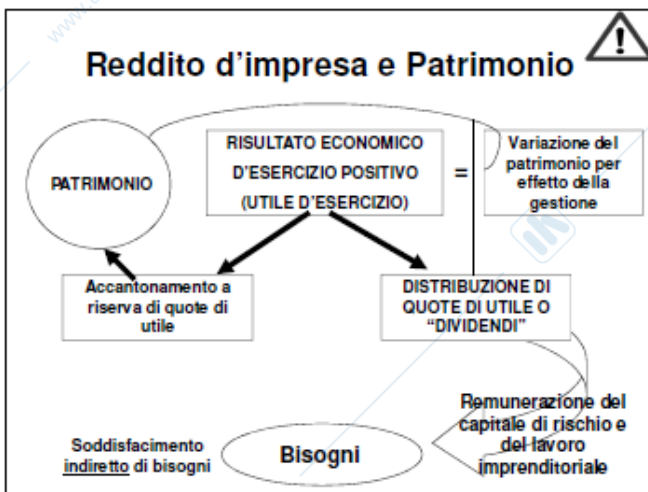 Reddito d'impresa e Patrimonio
!
PATRIMONIO
RISULTATO ECONOMICO
D'ESERCIZIO POSITIVO
(UTILE D'ESERCIZIO)
=
Variazione del
patrimonio per
effetto della
gestione
Accantonamento a
riserva di quote di
utile
DISTRIBUZIONE DI
QUOTE DI UTILE O
“DIVIDENDI”
Remunerazione del
capitale di rischio e
del lavoro
imprenditoriale
Soddisfacimento
indiretto di bisogni
Bisogni